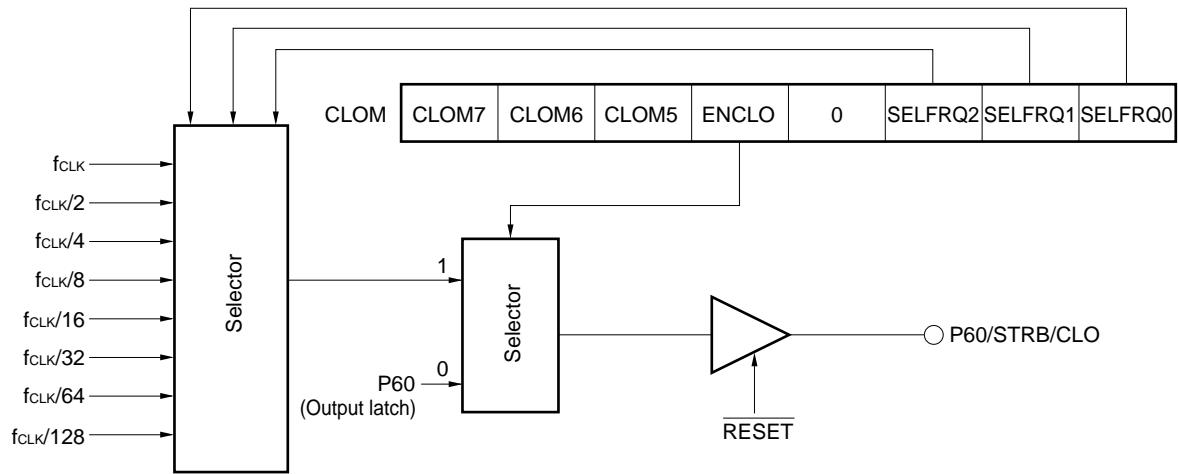 CLOM CLOM7 CLOM6 CLOM5 ENCLO 0 SELFRQ2 SELFRQ1 SELFRQ0
fCLK
fCLK/2
fCLK/4
fCLK/8
fCLK/16
fCLK/32
fCLK/64
fCLK/128
Selector
1
0
P60
(Output latch)
Selector
RESET
P60/STRB/CLO